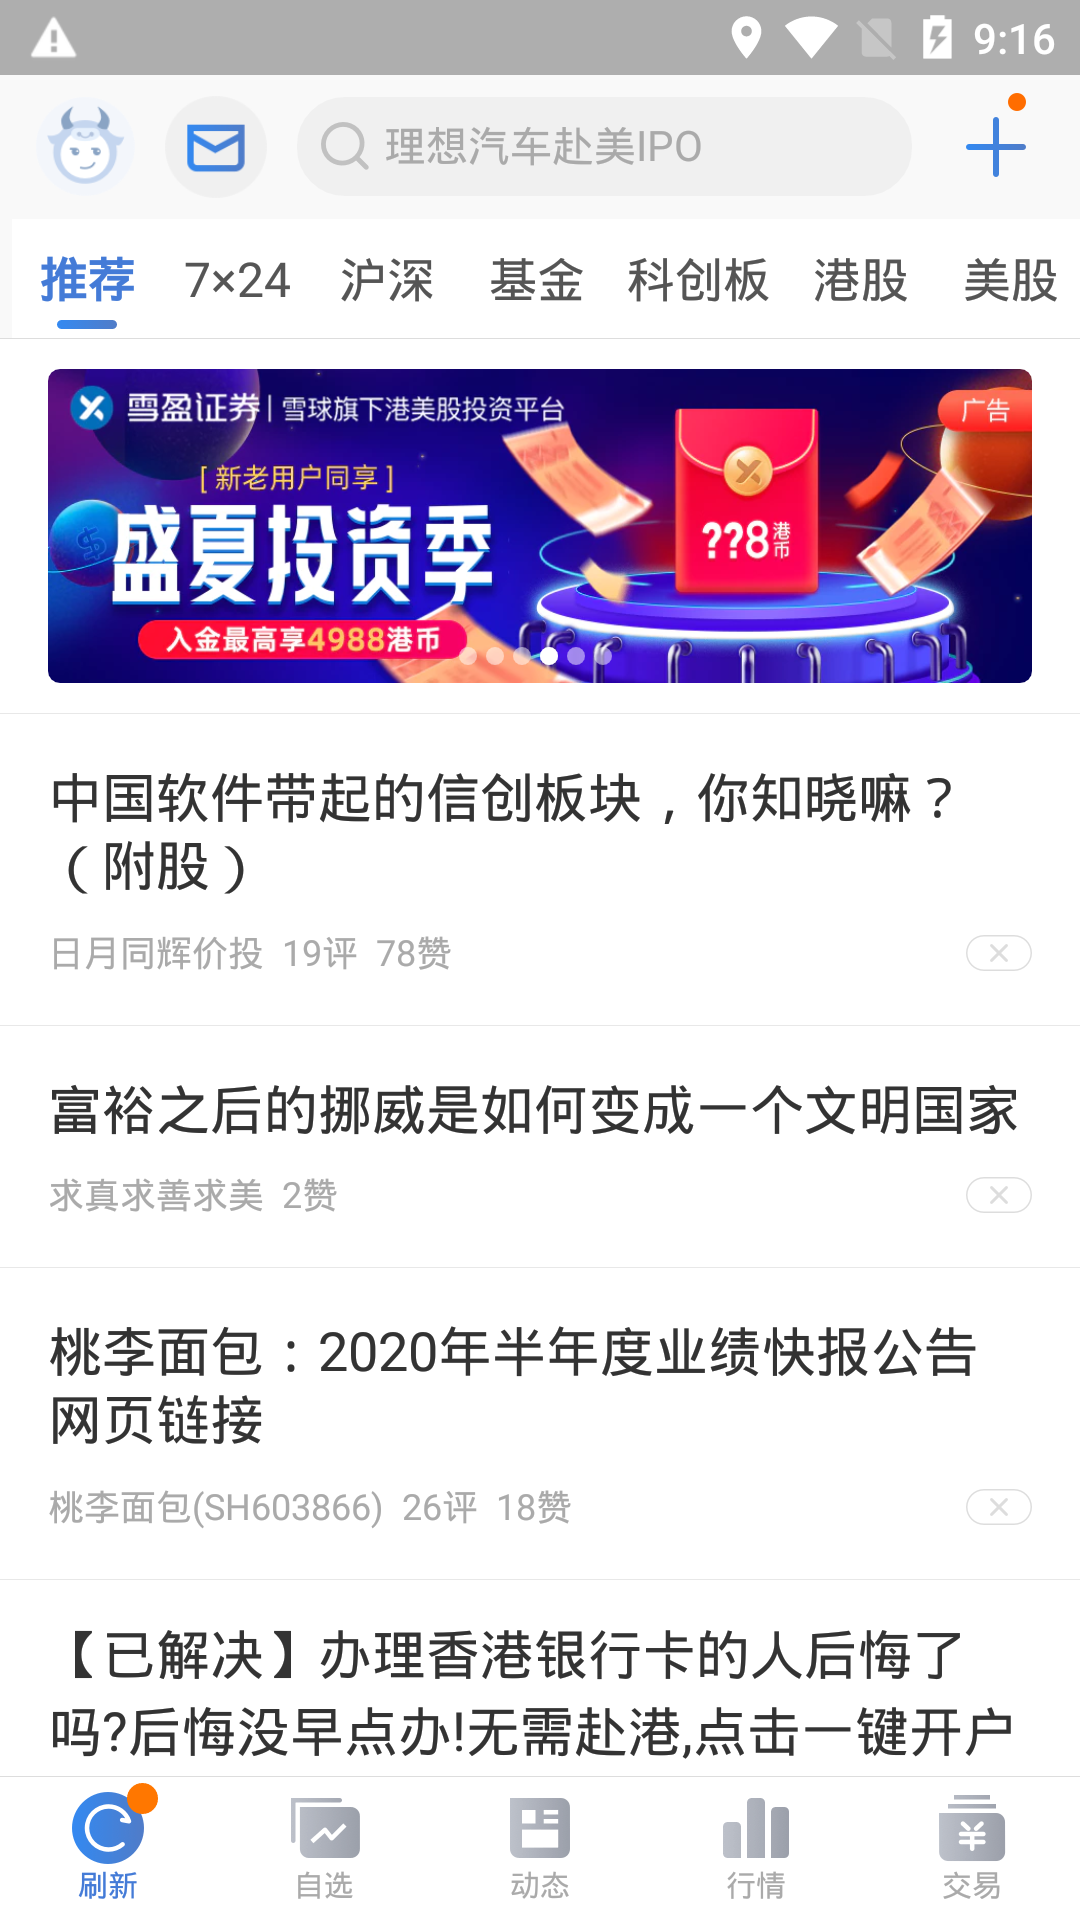 9:16
理想汽车赴美IPO
推荐 7×24 沪深 基金 科创板 港股 美股
雪盈证券 | 雪球旗下港美股投资平台
广告
[ 新老用户同享 ]
盛夏投资季
??8港币
入金最高享4988港币
中国软件带起的信创板块，你知晓嘛？
（附股）
日月同辉价投 19评 78赞
富裕之后的挪威是如何变成一个文明国家
求真求善求美 2赞
桃李面包：2020年半年度业绩快报公告
网页链接
桃李面包(SH603866) 26评 18赞
【已解决】办理香港银行卡的人后悔了
吗?后悔没早点办!无需赴港,点击一键开户
刷新 自选 动态 行情 交易